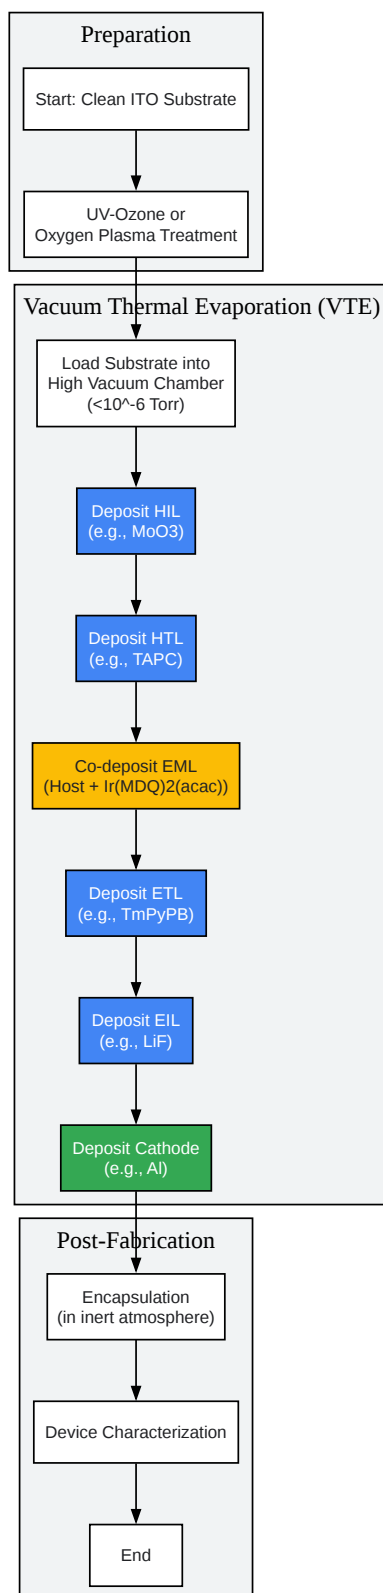 Preparation
Start: Clean ITO Substrate
UV-Ozone or
Oxygen Plasma Treatment
Vacuum Thermal Evaporation (VTE)
Load Substrate into
High Vacuum Chamber
(<10^-6 Torr)
Deposit HIL
(e.g., MoO3)
Deposit HTL
(e.g., TAPC)
Co-deposit EML
(Host + Ir(MDQ)2(acac))
Deposit ETL
(e.g., TmPyPB)
Deposit EIL
(e.g., LiF)
Deposit Cathode
(e.g., Al)
Post-Fabrication
Encapsulation
(in inert atmosphere)
Device Characterization
End